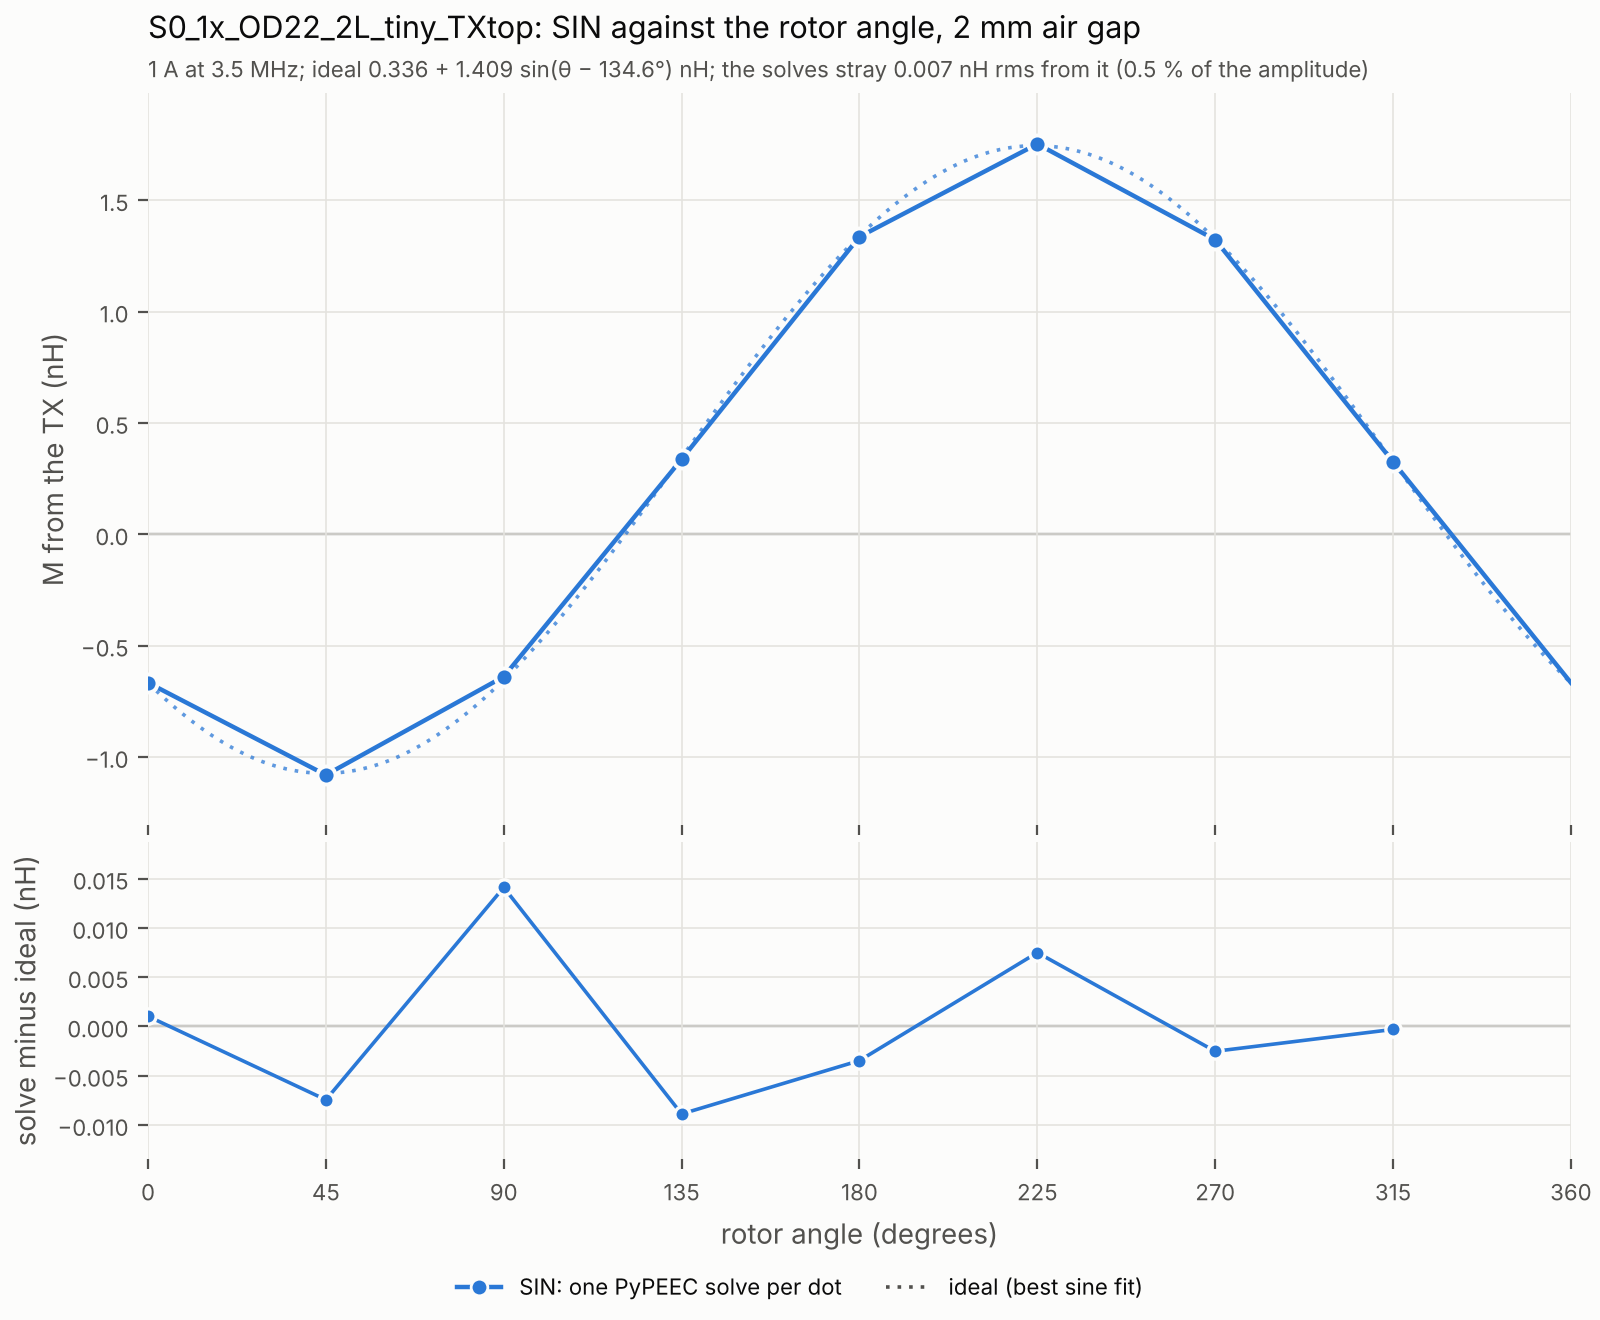 S0_1x_OD22_2L_tiny_TXtop: SIN against the rotor angle, 2 mm air gap
1 A at 3.5 MHz; ideal 0.336 + 1.409 sin(θ − 134.6°) nH; the solves stray 0.007 nH rms from it (0.5 % of the amplitude)
M from the TX (nH)
1.5
1.0
0.5
0.0
−0.5
−1.0
solve minus ideal (nH)
0.015
0.010
0.005
0.000
−0.005
−0.010
0 45 90 135 180 225 270 315 360
rotor angle (degrees)
SIN: one PyPEEC solve per dot ideal (best sine fit)